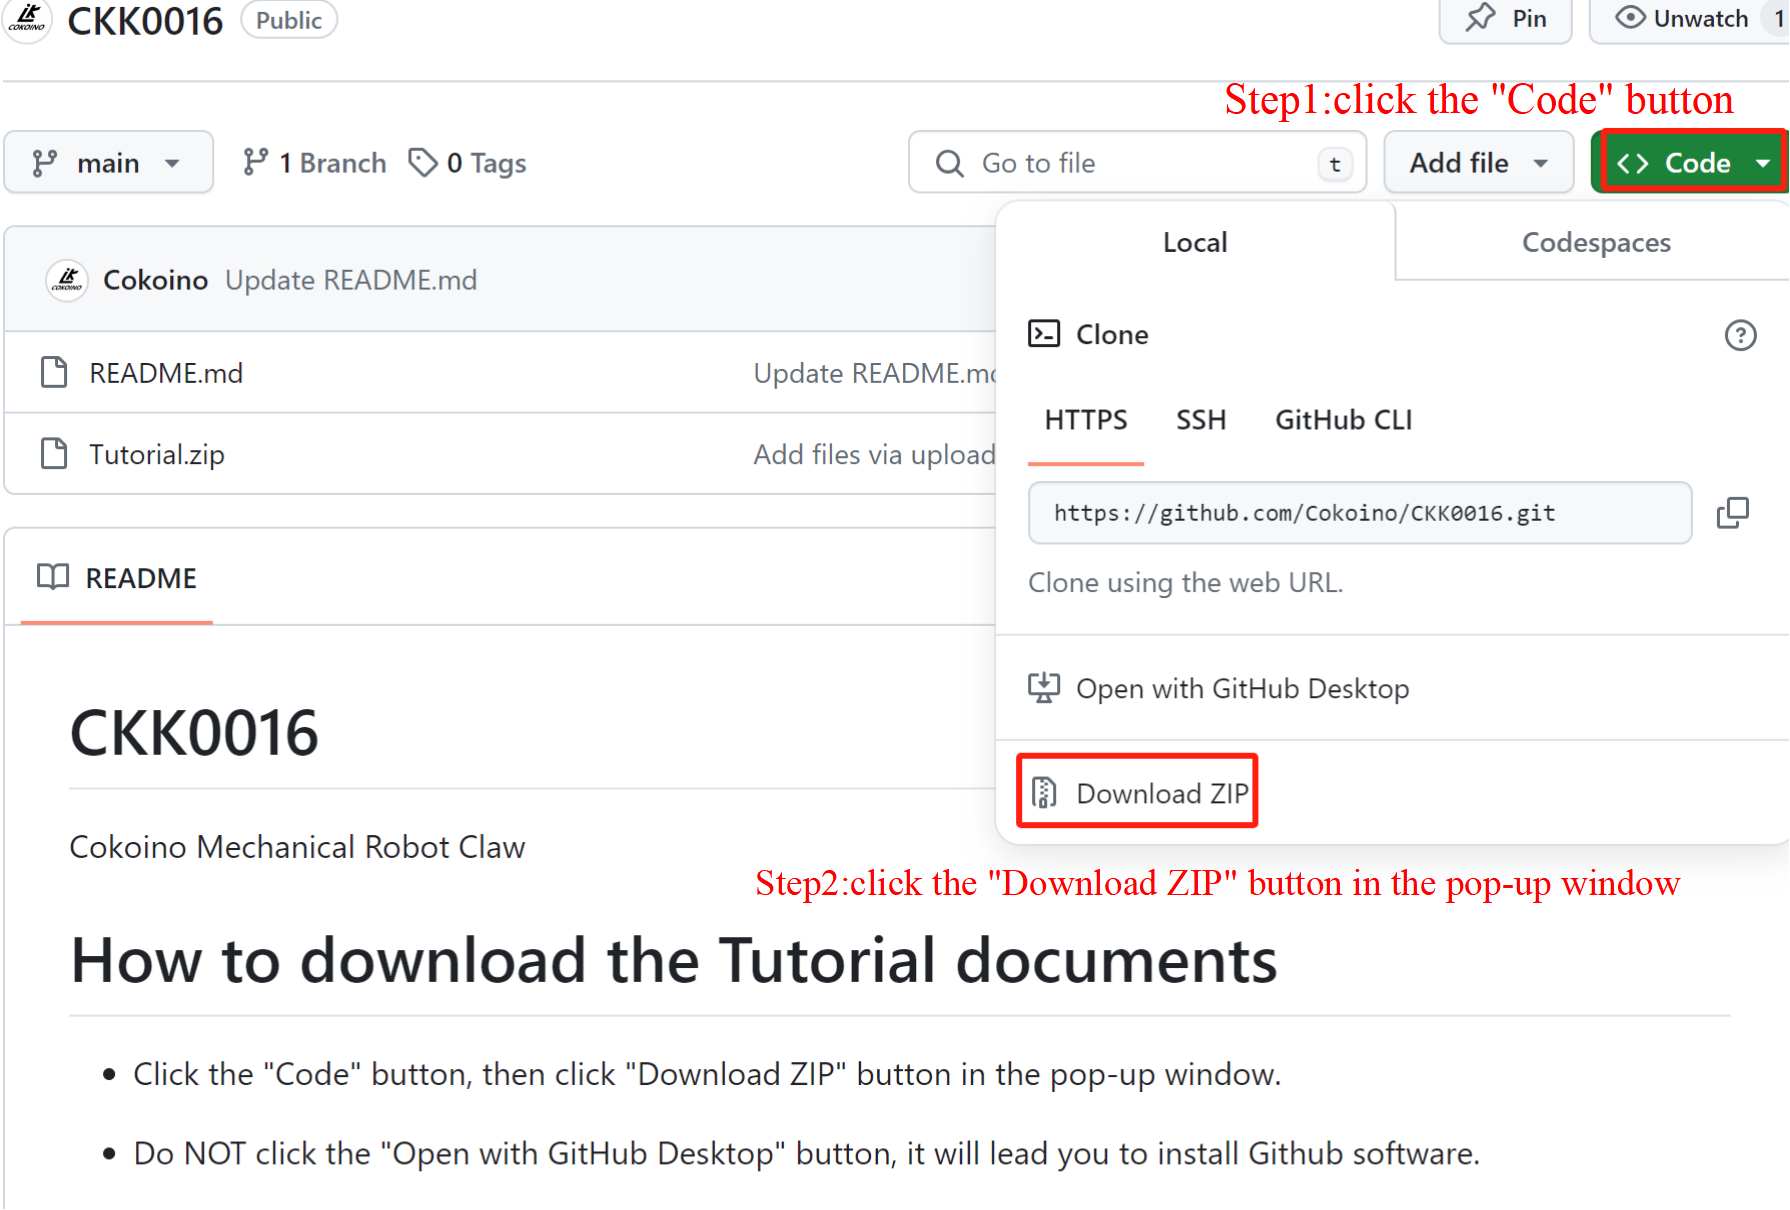 COKOINO
CKK0016
Public
Pin
Unwatch 1
Step1:click the "Code" button
main
1 Branch
0 Tags
Go to file
t
Add file
Code
Local
Codespaces
COKOINO
Cokoino Update README.md
Clone
README.md
Update README.md
HTTPS SSH GitHub CLI
Tutorial.zip
Add files via upload
https://github.com/Cokoino/CKK0016.git
Clone using the web URL.
README
Open with GitHub Desktop
CKK0016
Download ZIP
Cokoino Mechanical Robot Claw
Step2:click the "Download ZIP" button in the pop-up window
How to download the Tutorial documents
Click the "Code" button, then click "Download ZIP" button in the pop-up window.
Do NOT click the "Open with GitHub Desktop" button, it will lead you to install Github software.